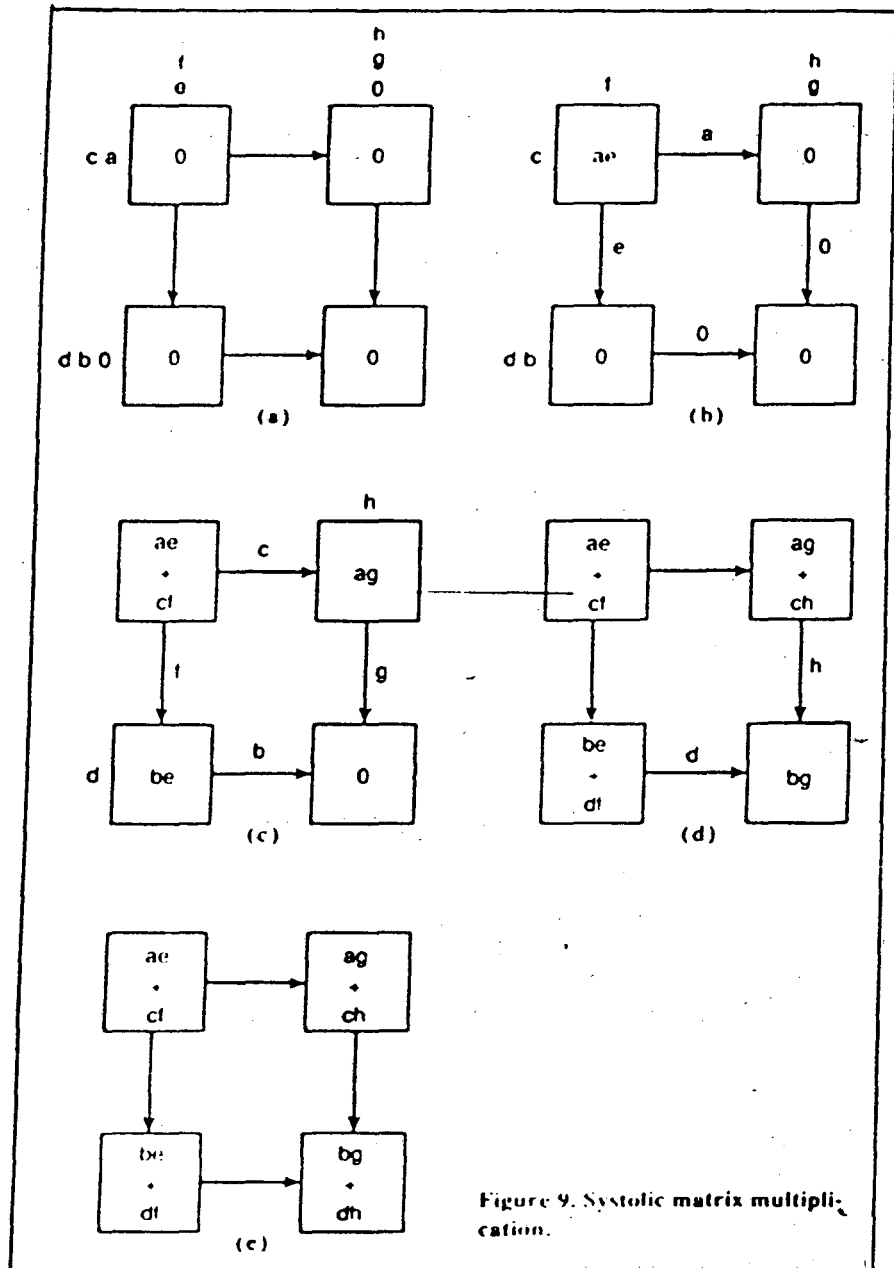 f
e
h
g
0
c a
0
0
d b 0
0
0
(a)
f
h
g
c
ae
a
0
e
0
d b
0
0
0
(b)
h
ae
+
cf
c
ag
f
g
d
be
b
0
(c)
ae
+
cf
ag
+
ch
h
be
+
df
d
bg
(d)
ae
+
cf
ag
+
ch
be
+
df
bg
+
dh
(e)
Figure 9. Systolic matrix multipli-
cation.